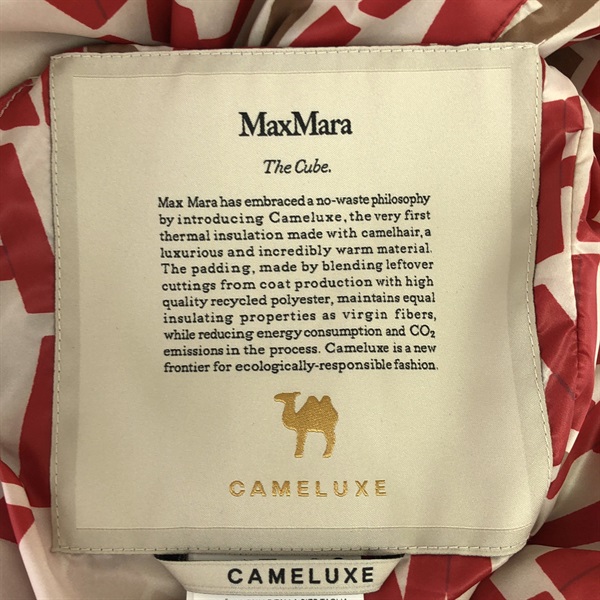 MaxMara
The Cube.
Max Mara has embraced a no-waste philosophy
by introducing Cameluxe, the very first
thermal insulation made with camelhair, a
luxurious and incredibly warm material.
The padding, made by blending leftover
cuttings from coat production with high
quality recycled polyester, maintains equal
insulating properties as virgin fibers,
while reducing energy consumption and CO₂
emissions in the process. Cameluxe is a new
frontier for ecologically-responsible fashion.
CAMELUXE
CAMELUXE